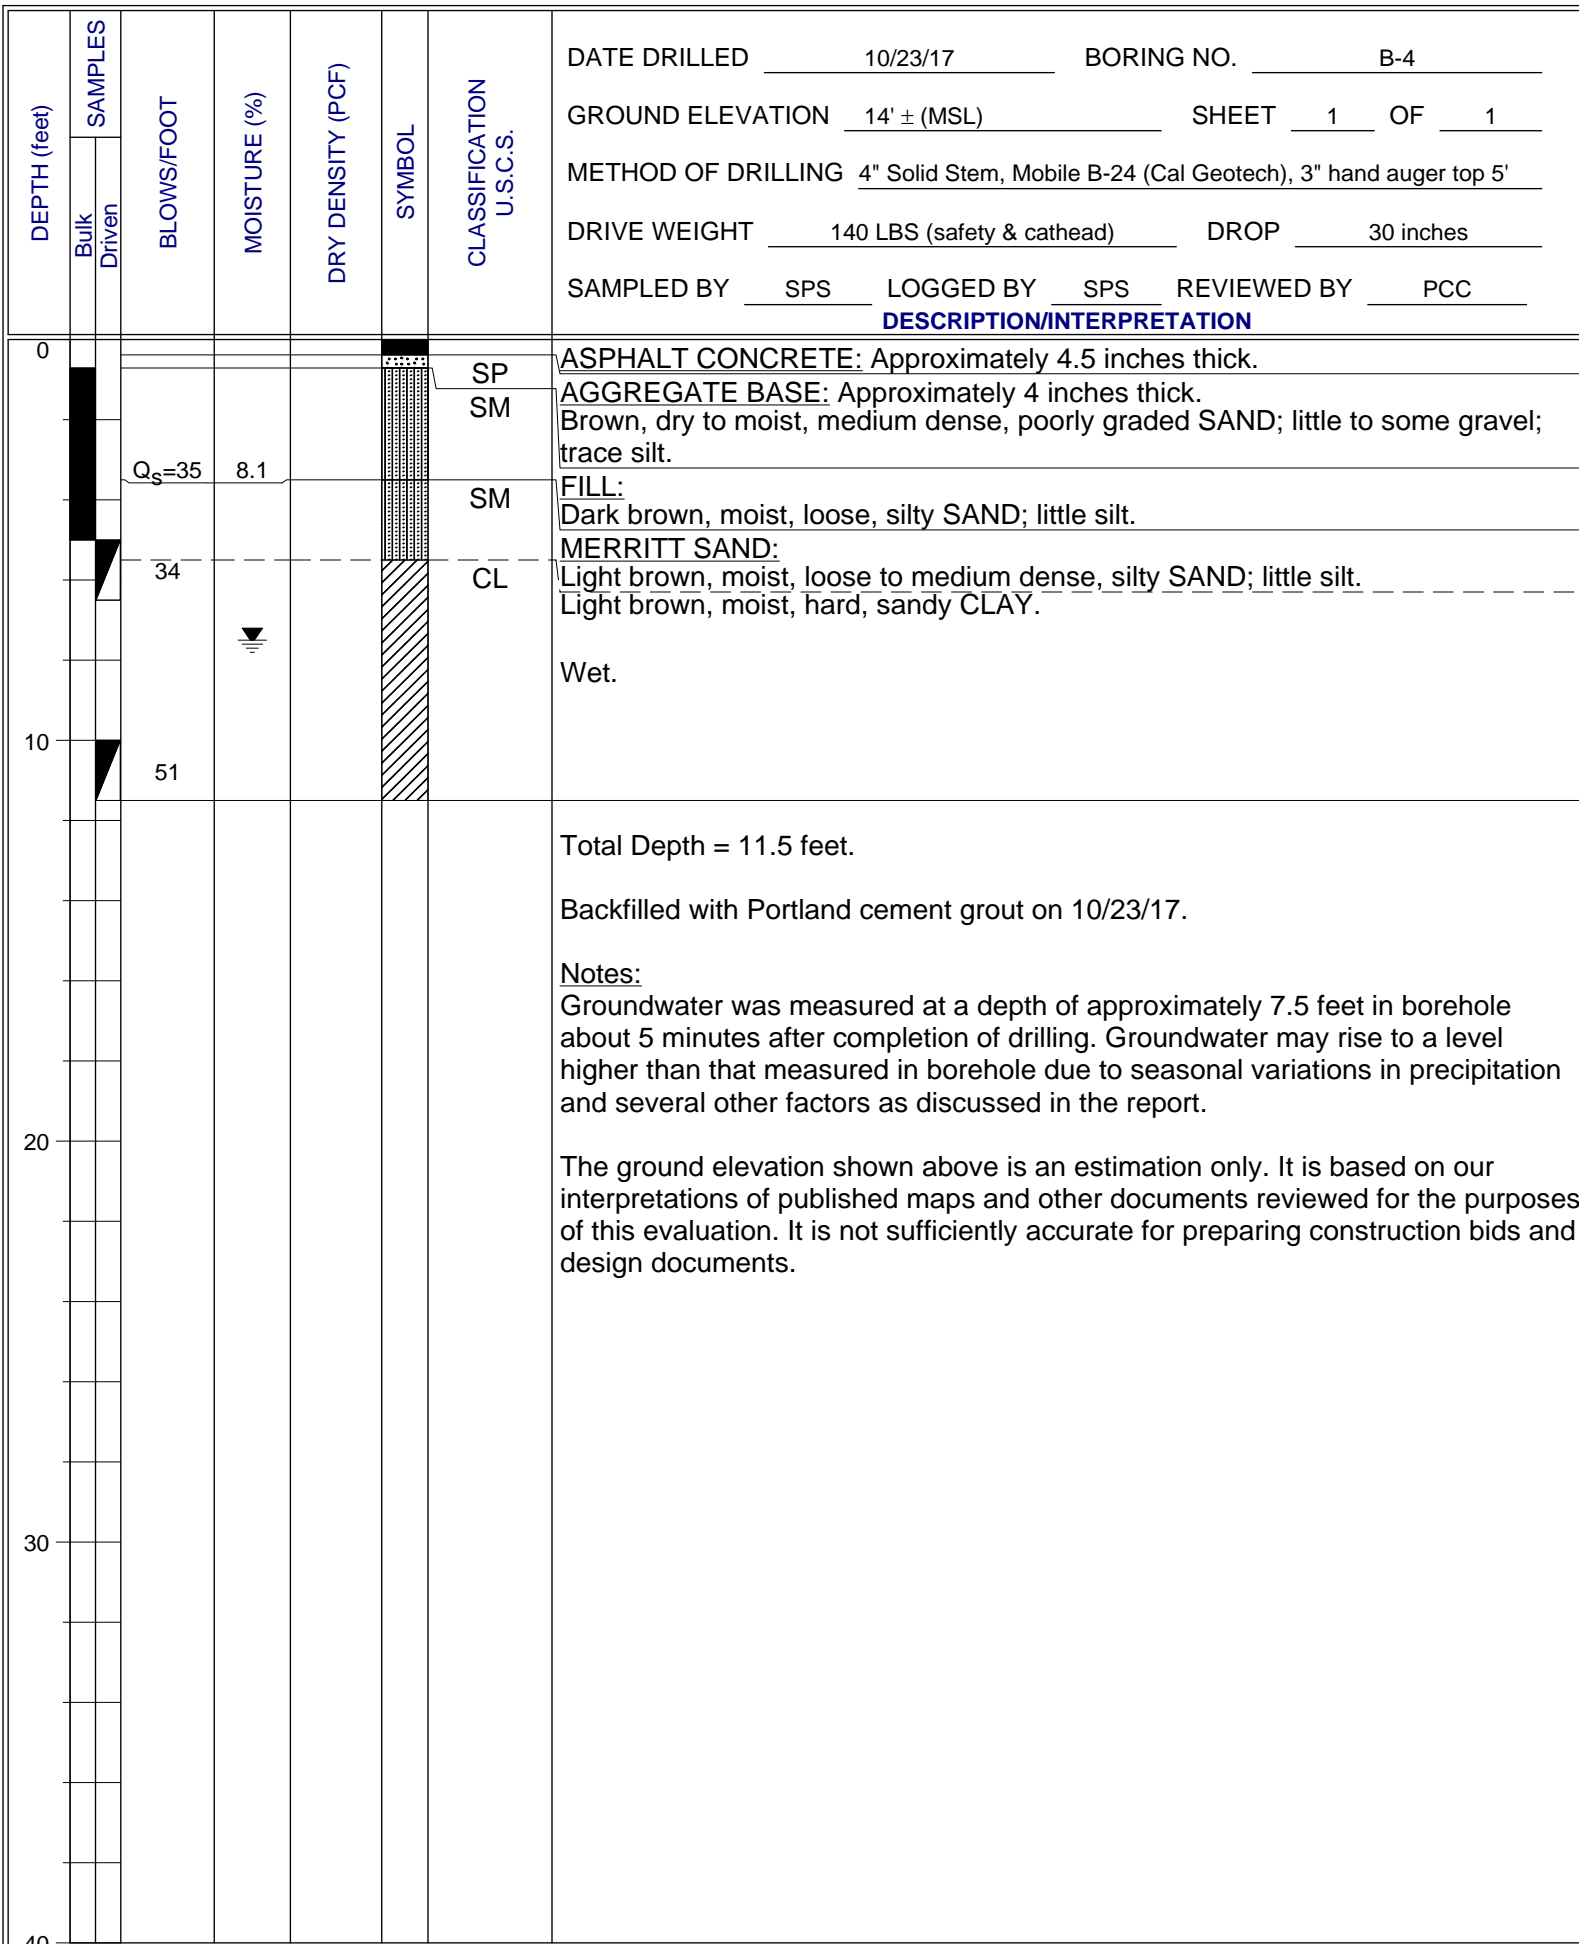 DEPTH (feet)
SAMPLES
Bulk
Driven
BLOWS/FOOT
MOISTURE (%)
DRY DENSITY (PCF)
SYMBOL
CLASSIFICATION
U.S.C.S.
DATE DRILLED 10/23/17 BORING NO. B-4
GROUND ELEVATION 14' ± (MSL) SHEET 1 OF 1
METHOD OF DRILLING 4" Solid Stem, Mobile B-24 (Cal Geotech), 3" hand auger top 5'
DRIVE WEIGHT 140 LBS (safety & cathead) DROP 30 inches
SAMPLED BY SPS LOGGED BY SPS REVIEWED BY PCC
DESCRIPTION/INTERPRETATION
0
ASPHALT CONCRETE: Approximately 4.5 inches thick.
SP
AGGREGATE BASE: Approximately 4 inches thick.
SM
Brown, dry to moist, medium dense, poorly graded SAND; little to some gravel;
trace silt.
Qs=35 8.1
FILL:
SM
Dark brown, moist, loose, silty SAND; little silt.
MERRITT SAND:
34
CL
Light brown, moist, loose to medium dense, silty SAND; little silt.
Light brown, moist, hard, sandy CLAY.
Wet.
10
51
Total Depth = 11.5 feet.
Backfilled with Portland cement grout on 10/23/17.
Notes:
Groundwater was measured at a depth of approximately 7.5 feet in borehole
about 5 minutes after completion of drilling. Groundwater may rise to a level
higher than that measured in borehole due to seasonal variations in precipitation
and several other factors as discussed in the report.
20
The ground elevation shown above is an estimation only. It is based on our
interpretations of published maps and other documents reviewed for the purposes
of this evaluation. It is not sufficiently accurate for preparing construction bids and
design documents.
30
40